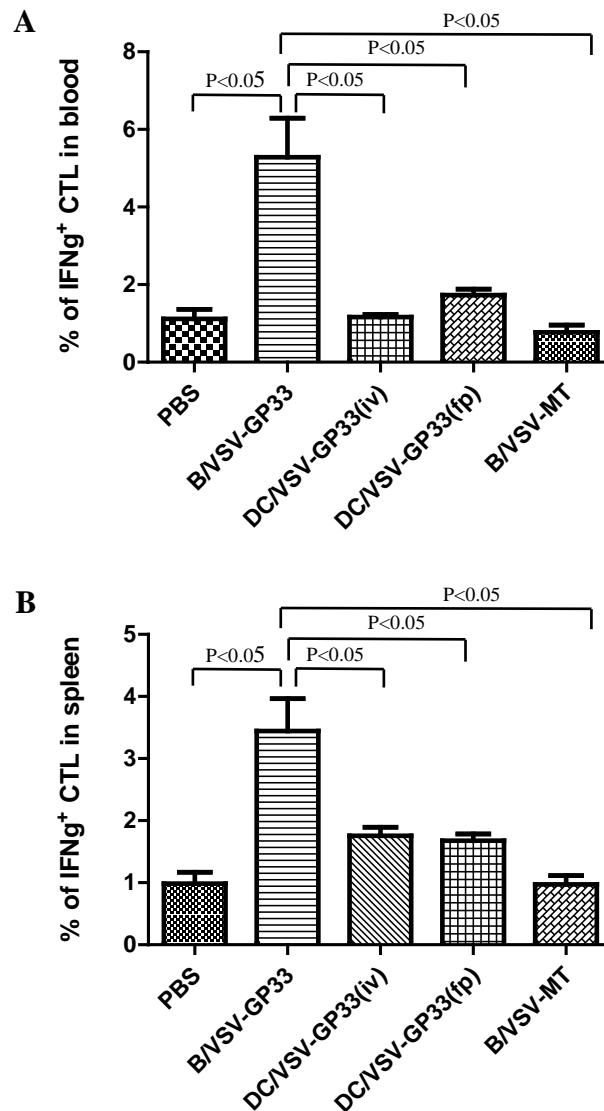 A
P<0.05
P<0.05
P<0.05 P<0.05
% of IFNg⁺ CTL in blood
8
6
4
2
0
PBS
B/VSV-GP33
DC/VSV-GP33(iv)
DC/VSV-GP33(fp)
B/VSV-MT
B
P<0.05
P<0.05
P<0.05 P<0.05
% of IFNg⁺ CTL in spleen
5
4
3
2
1
0
PBS
B/VSV-GP33
DC/VSV-GP33(iv)
DC/VSV-GP33(fp)
B/VSV-MT